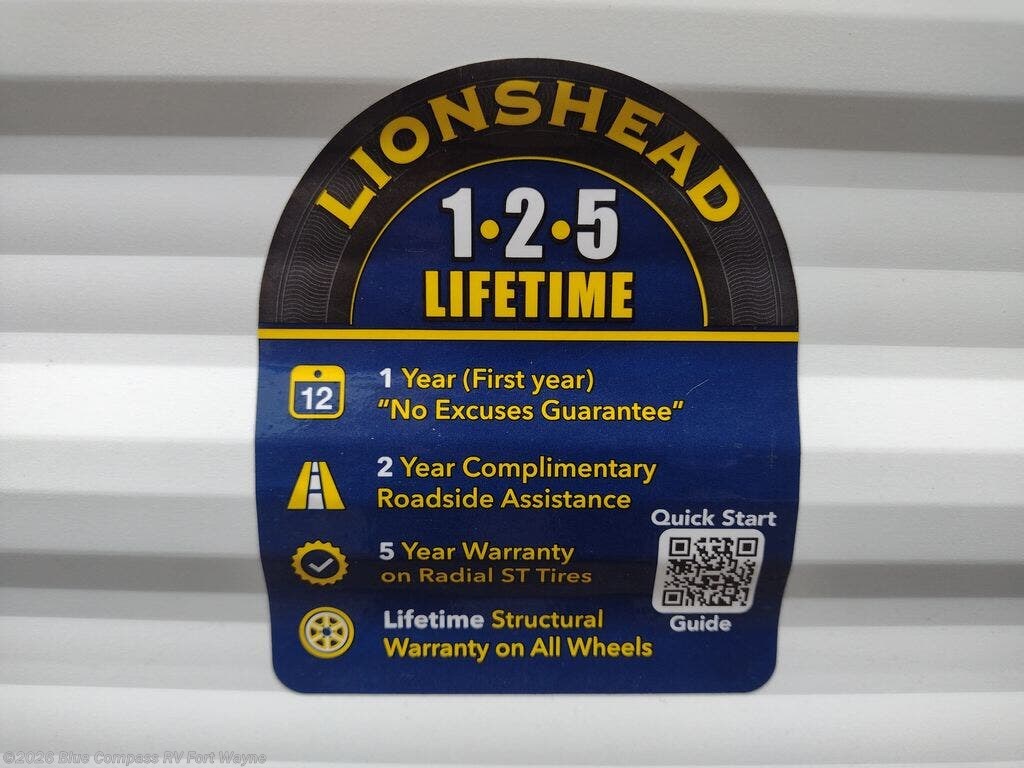 LIONSHEAD
1•2•5
LIFETIME
12
1 Year (First year)
"No Excuses Guarantee"
2 Year Complimentary
Roadside Assistance
5 Year Warranty
on Radial ST Tires
Quick Start
Guide
Lifetime Structural
Warranty on All Wheels
©2026 Blue Compass RV Fort Wayne